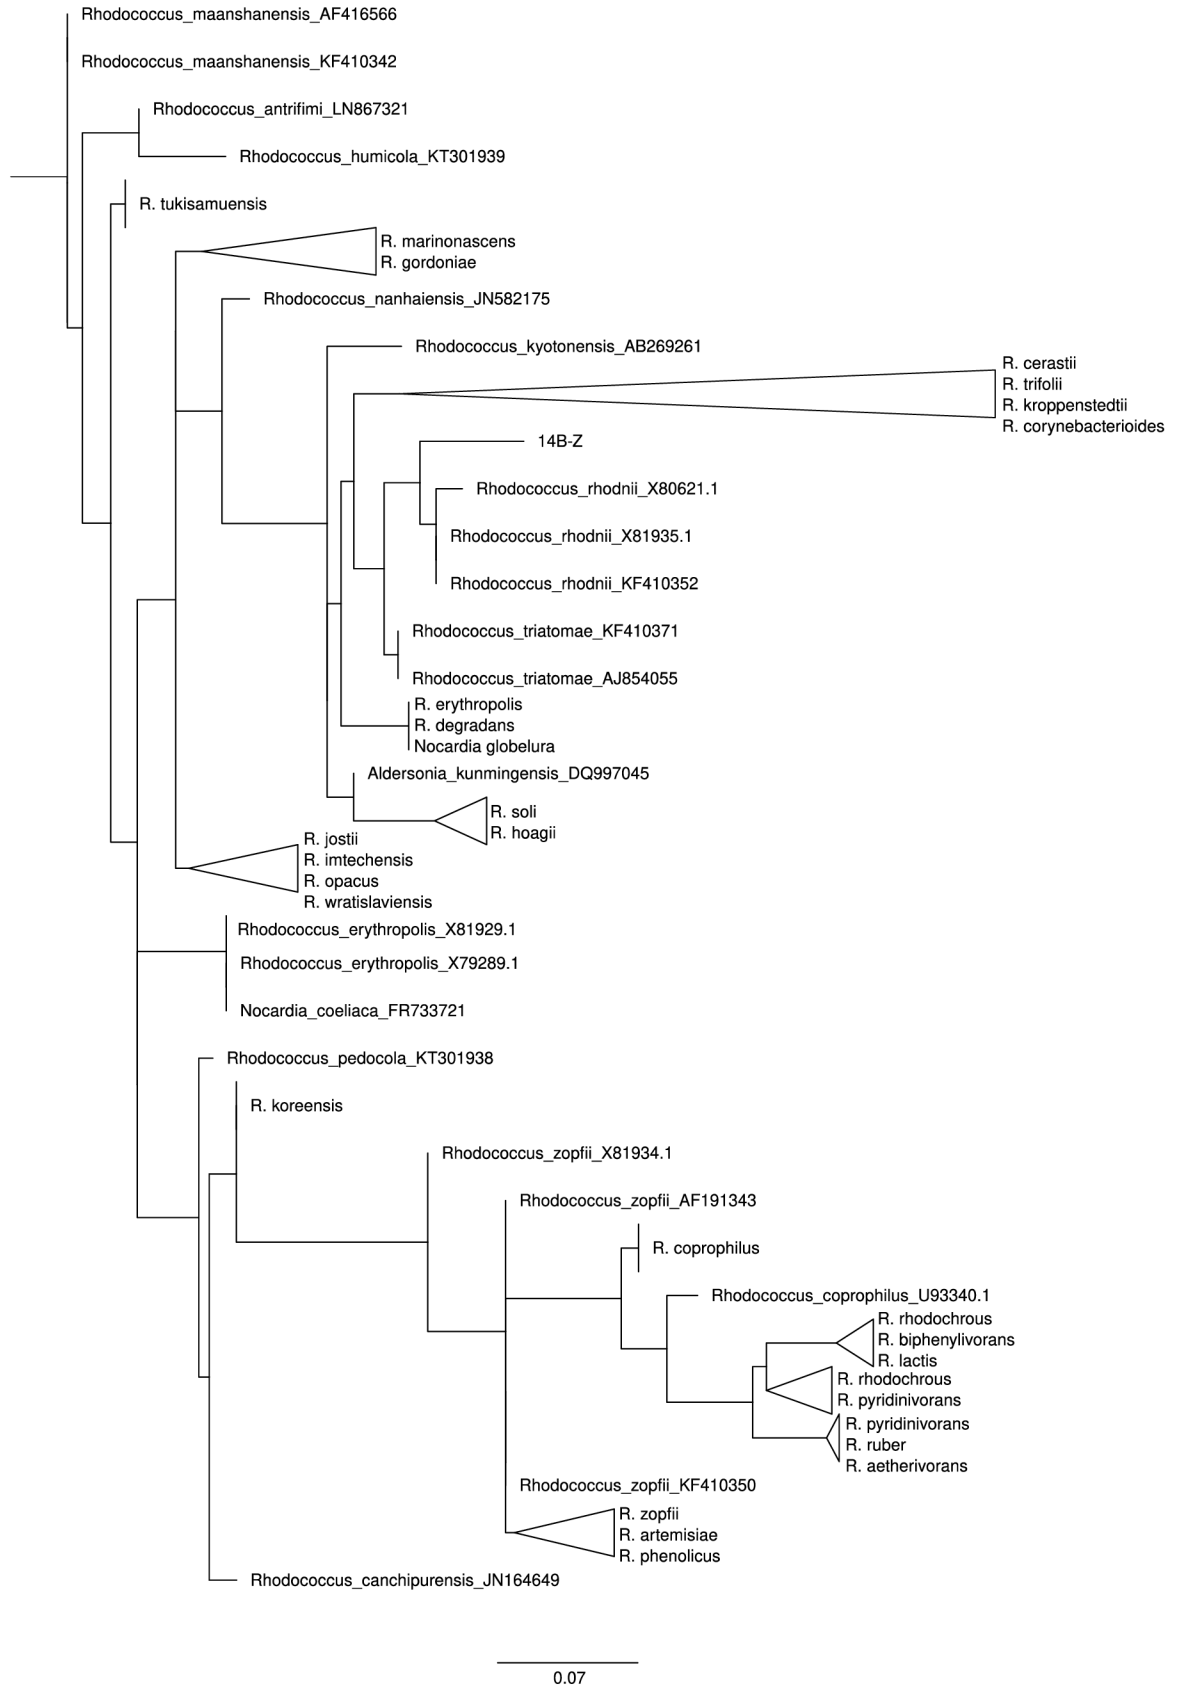 Rhodococcus_maanshanensis_AF416566
Rhodococcus_maanshanensis_KF410342
Rhodococcus_antrifimi_LN867321
Rhodococcus_humicola_KT301939
R. tukisamuensis
R. marinonascens
R. gordoniae
Rhodococcus_nanhaiensis_JN582175
Rhodococcus_kyotonensis_AB269261
R. cerastii
R. trifolii
R. kroppenstedtii
R. corynebacterioides
14B-Z
Rhodococcus_rhodnii_X80621.1
Rhodococcus_rhodnii_X81935.1
Rhodococcus_rhodnii_KF410352
Rhodococcus_triatomae_KF410371
Rhodococcus_triatomae_AJ854055
R. erythropolis
R. degradans
Nocardia globelura
Aldersonia_kunmingensis_DQ997045
R. soli
R. hoagii
R. jostii
R. imtechensis
R. opacus
R. wratislaviensis
Rhodococcus_erythropolis_X81929.1
Rhodococcus_erythropolis_X79289.1
Nocardia_coeliaca_FR733721
Rhodococcus_pedocola_KT301938
R. koreensis
Rhodococcus_zopfii_X81934.1
Rhodococcus_zopfii_AF191343
R. coprophilus
Rhodococcus_coprophilus_U93340.1
R. rhodochrous
R. biphenylivorans
R. lactis
R. rhodochrous
R. pyridinivorans
R. pyridinivorans
R. ruber
R. aetherivorans
Rhodococcus_zopfii_KF410350
R. zopfii
R. artemisiae
R. phenolicus
Rhodococcus_canchipurensis_JN164649
0.07